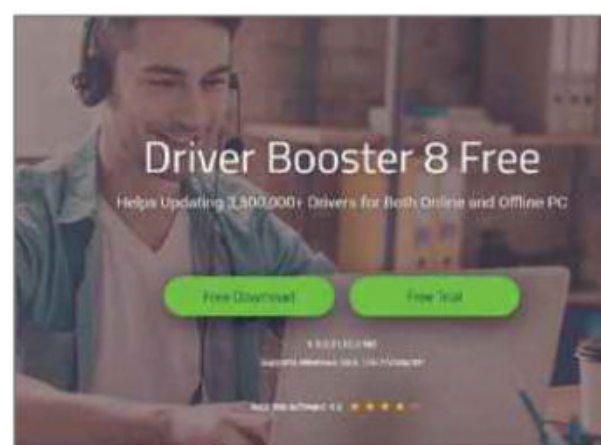 Driver Booster 8 Free
Helps Updating 3,500,000+ Drivers for Both Online and Offline PC
Free Download
Free Trial